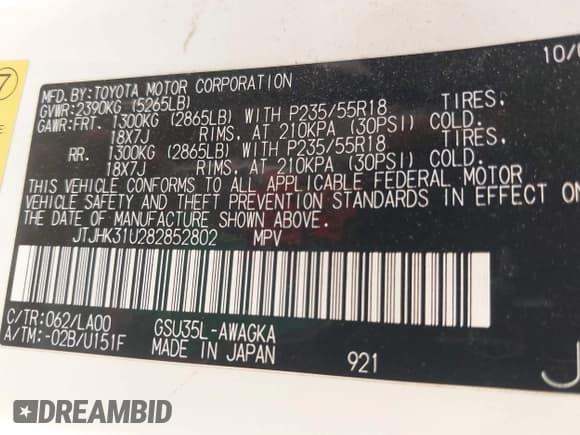 7
E
10/0
MFD. BY: TOYOTA MOTOR CORPORATION
GVWR: 2390KG (5265LB)
GAWR: FRT. 1300KG (2865LB) WITH P235/55R18 TIRES,
18X7J RIMS, AT 210KPA (30PSI) COLD.
RR. 1300KG (2865LB) WITH P235/55R18 TIRES,
18X7J RIMS, AT 210KPA (30PSI) COLD.
THIS VEHICLE CONFORMS TO ALL APPLICABLE FEDERAL MOTOR
VEHICLE SAFETY AND THEFT PREVENTION STANDARDS IN EFFECT ON
THE DATE OF MANUFACTURE SHOWN ABOVE.
JTJHK31U282852802 MPV
C/TR: 062/LA00 GSU35L-AWAGKA
A/TM: -02B/U151F MADE IN JAPAN 921
J
DREAMBID